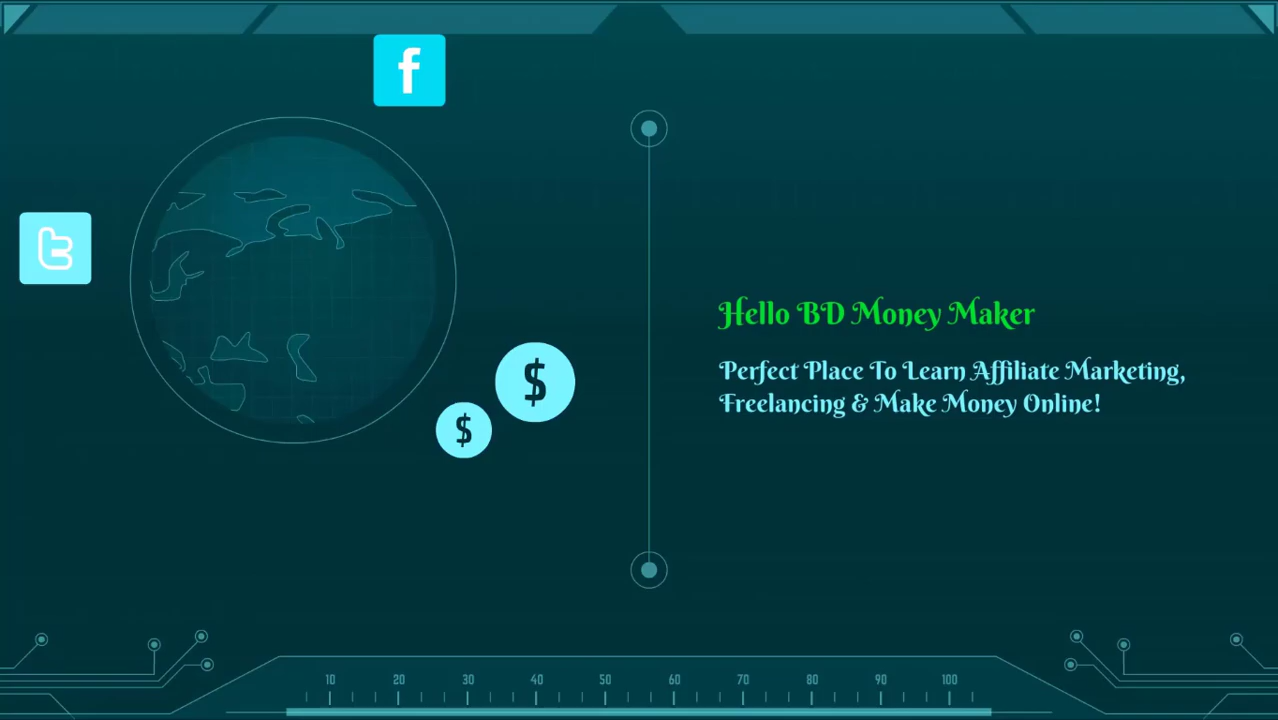 f
t
$
$
Hello BD Money Maker
Perfect Place To Learn Affiliate Marketing,
Freelancing & Make Money Online!
10 20 30 40 50 60 70 80 90 100